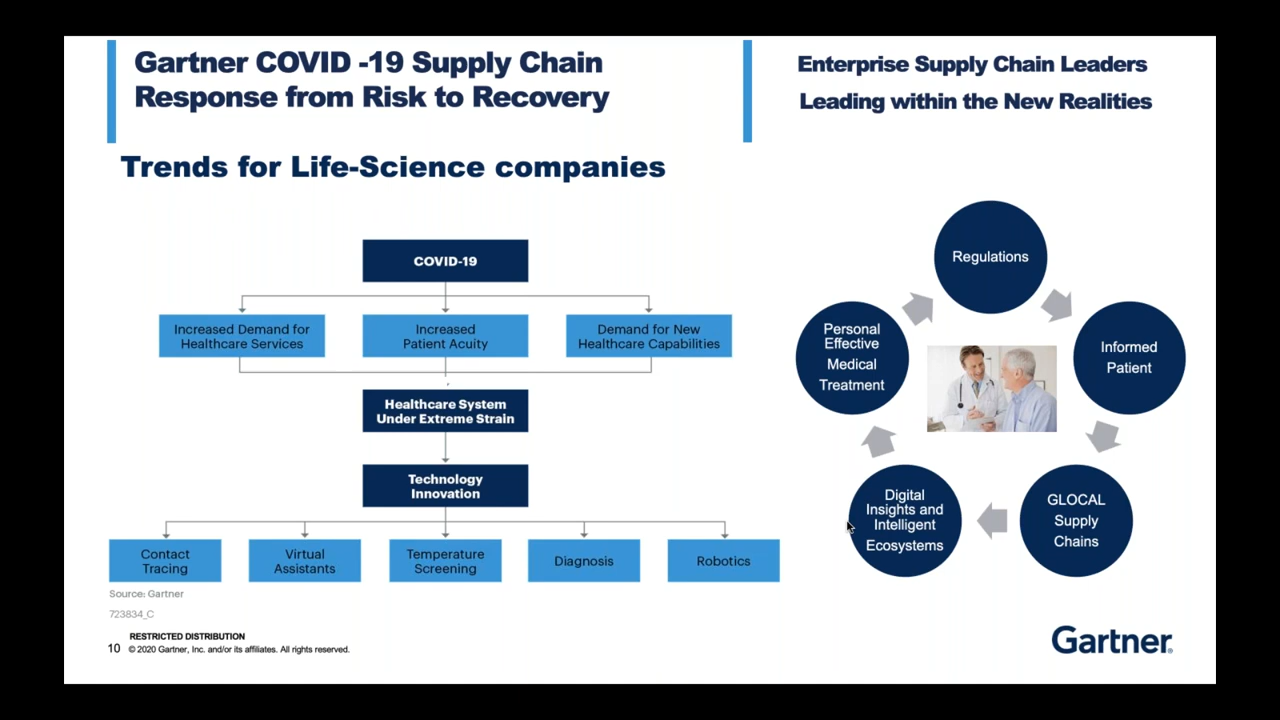 Gartner COVID -19 Supply Chain
Response from Risk to Recovery
Enterprise Supply Chain Leaders
Leading within the New Realities
Trends for Life-Science companies
COVID-19
Increased Demand for
Healthcare Services
Increased
Patient Acuity
Demand for New
Healthcare Capabilities
Healthcare System
Under Extreme Strain
Technology
Innovation
Contact
Tracing
Virtual
Assistants
Temperature
Screening
Diagnosis
Robotics
Source: Gartner
723834_C
Regulations
Informed
Patient
GLOCAL
Supply
Chains
Digital
Insights and
Intelligent
Ecosystems
Personal
Effective
Medical
Treatment
RESTRICTED DISTRIBUTION
10 © 2020 Gartner, Inc. and/or its affiliates. All rights reserved.
Gartner®